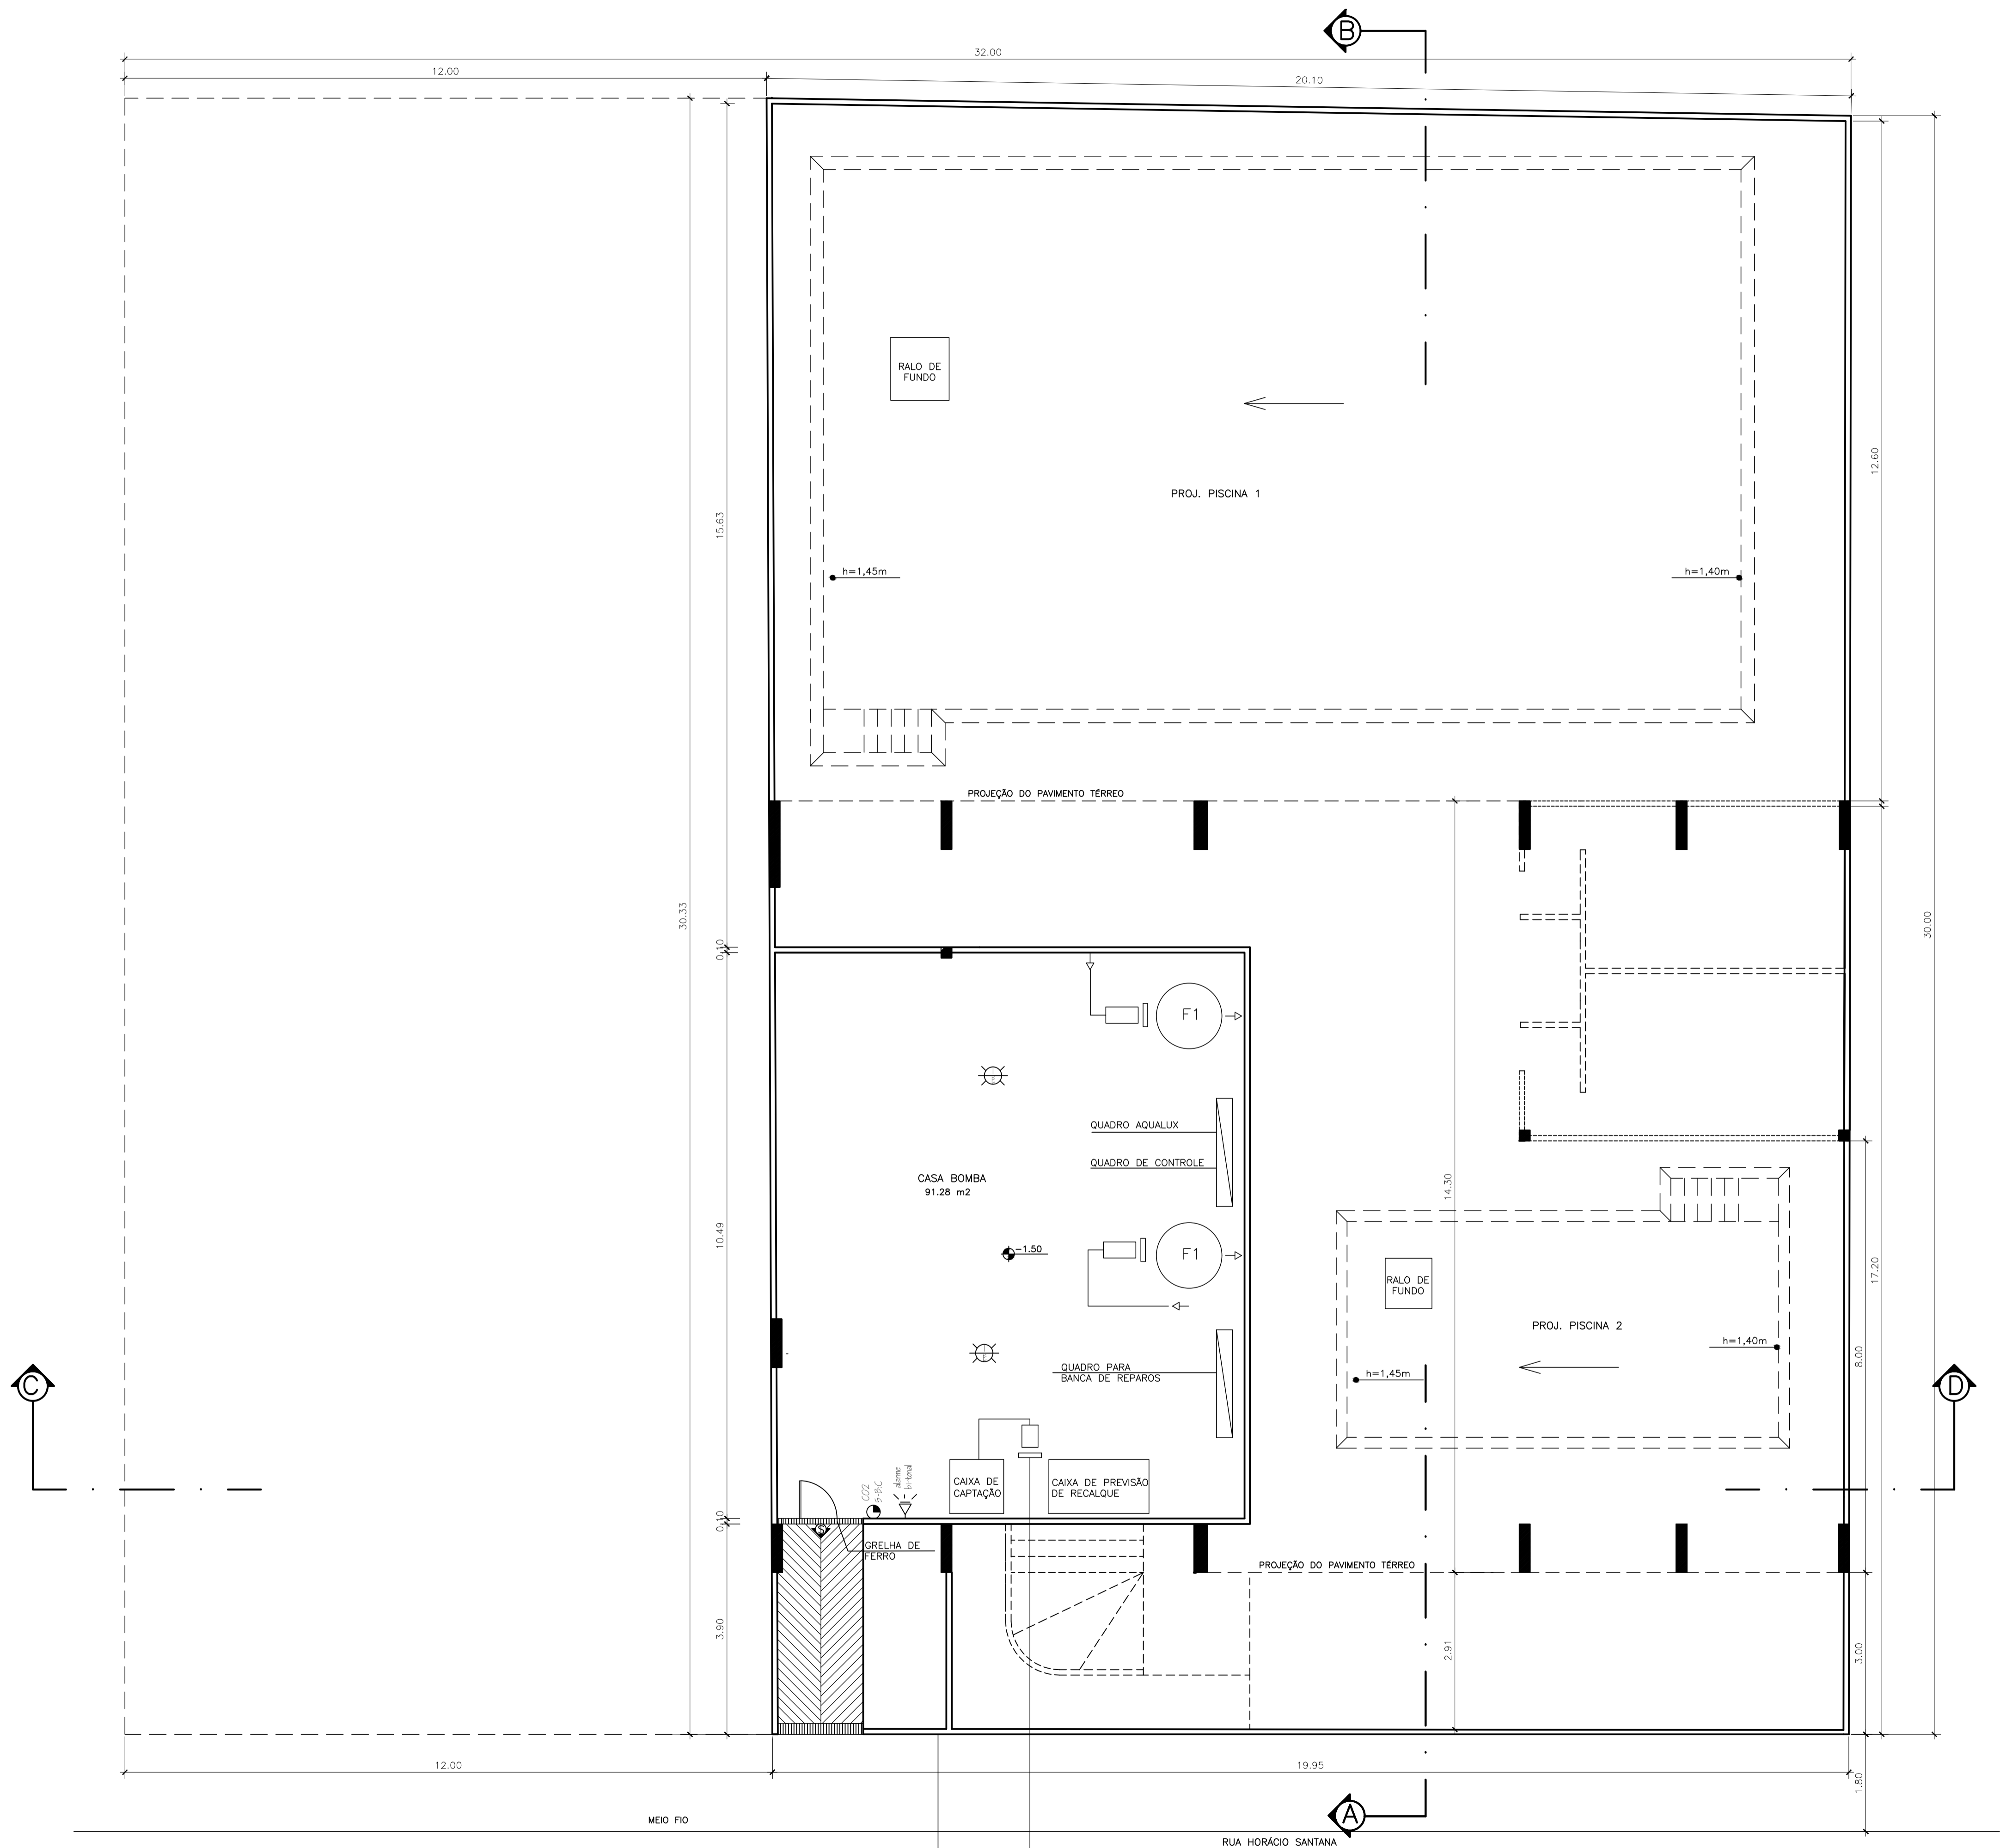 B
32.00
12.00
20.10
RALO DE
FUNDO
12.60
PROJ. PISCINA 1
15.63
h=1,45m
h=1,40m
PROJEÇÃO DO PAVIMENTO TÉRREO
30.33
30.00
0.10
F1
QUADRO AQUALUX
QUADRO DE CONTROLE
CASA BOMBA
91.28 m2
14.30
10.49
-1.50
F1
17.20
RALO DE
FUNDO
PROJ. PISCINA 2
h=1,40m
8.00
QUADRO PARA
BANCA DE REPAROS
h=1,45m
C
D
CAIXA DE
CAPTAÇÃO
CAIXA DE PREVISÃO
DE RECALQUE
CO2
5-B:C
alarme
bi-tonal
0.10
S
GRELHA DE
FERRO
PROJEÇÃO DO PAVIMENTO TÉRREO
3.90
2.91
3.00
12.00
19.95
1.80
A
MEIO FIO
RUA HORÁCIO SANTANA